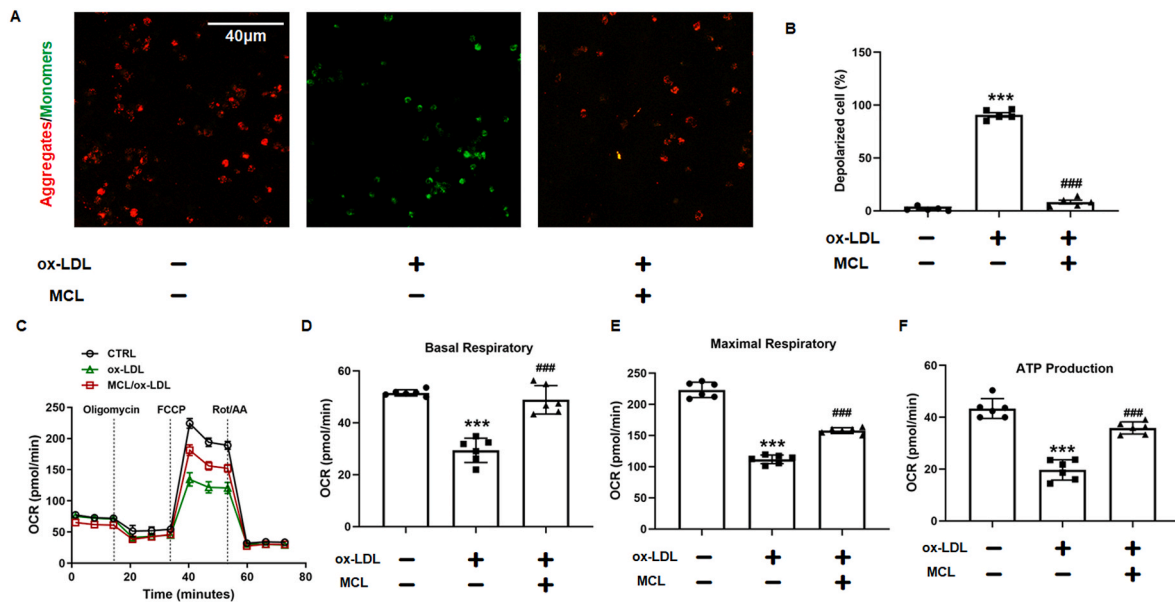 A
40μm
Aggregates/Monomers
ox-LDL − + +
MCL − − +
B
150
100
50
0
Depolarized cell (%)
***
###
ox-LDL − + +
MCL − − +
C
CTRL
ox-LDL
MCL/ox-LDL
Oligomycin FCCP Rot/AA
250
200
150
100
50
0
OCR (pmol/min)
0 20 40 60 80
Time (minutes)
D
Basal Respiratory
80
60
40
20
0
OCR (pmol/min)
***
###
ox-LDL − + +
MCL − − +
E
Maximal Respiratory
250
200
150
100
50
0
OCR (pmol/min)
***
###
ox-LDL − + +
MCL − − +
F
ATP Production
60
40
20
0
OCR (pmol/min)
***
###
ox-LDL − + +
MCL − − +